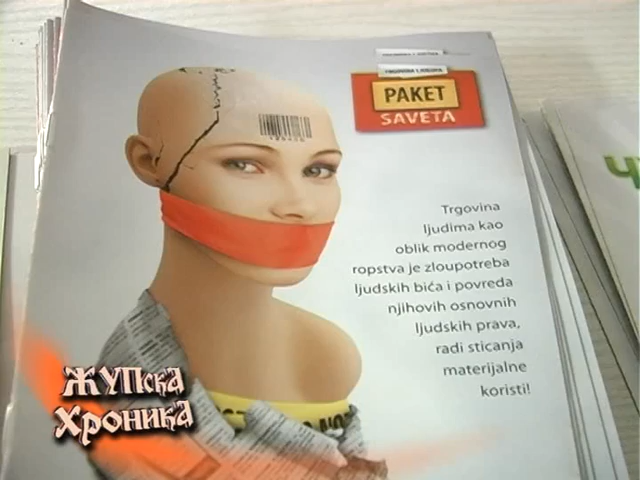 PAKET
SAVETA
Trgovina
ljudima kao
oblik modernog
ropstva je zloupotreba
ljudskih bića i povreda
njihovih osnovnih
ljudskih prava,
radi sticanja
materijalne
koristi!
ЖУПСКА
ХРОНИКА